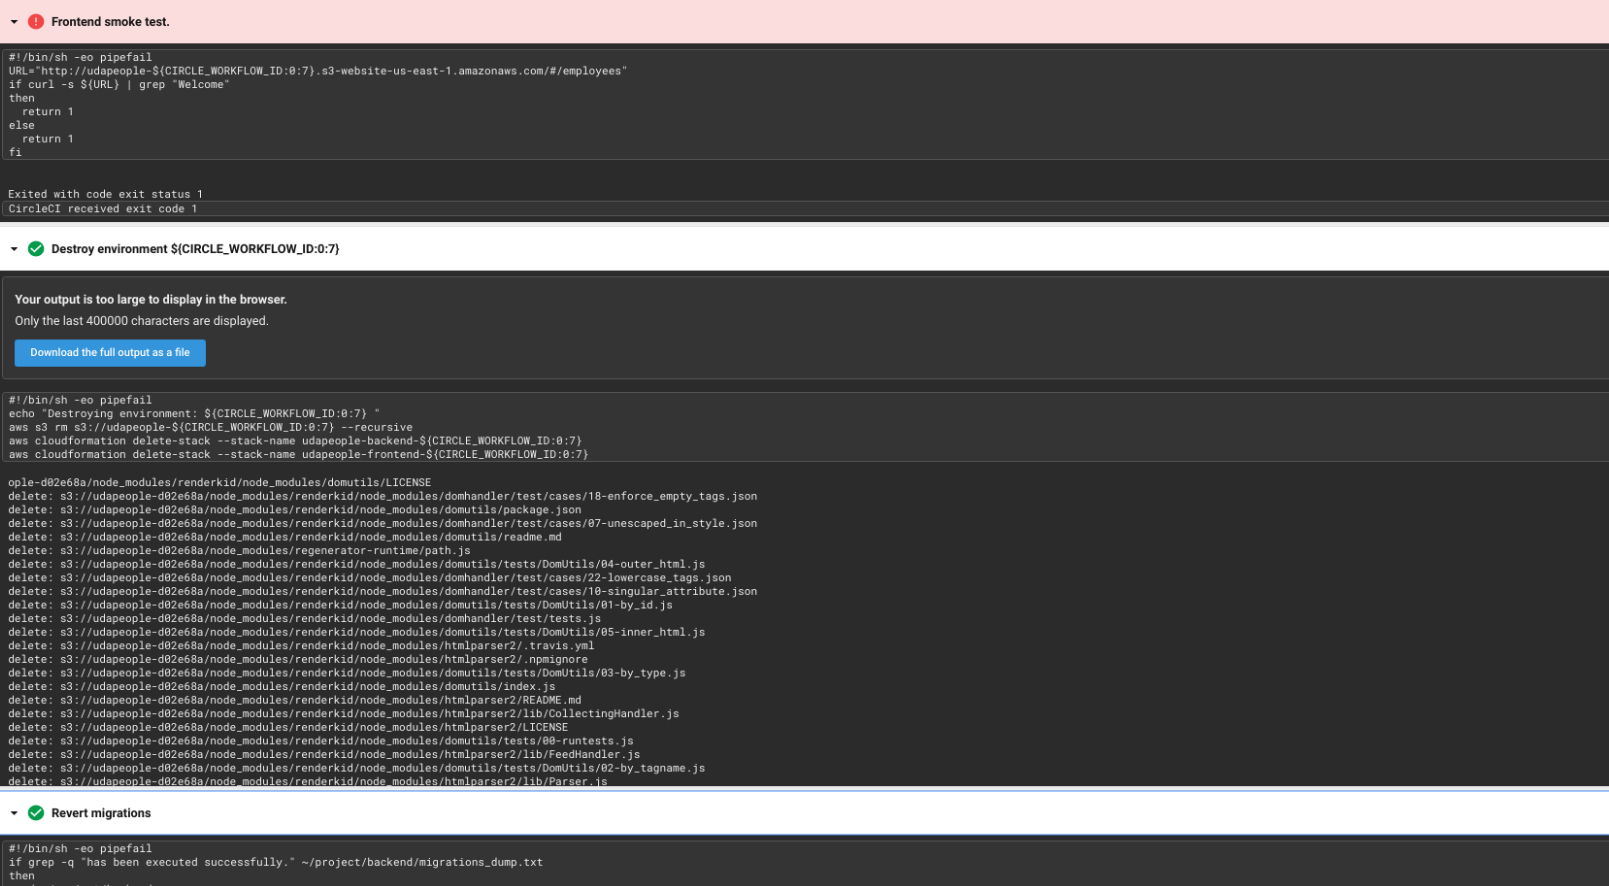 Frontend smoke test.
#!/bin/sh -eo pipefail
URL="http://udapeople-${CIRCLE_WORKFLOW_ID:0:7}.s3-website-us-east-1.amazonaws.com/#/employees"
if curl -s ${URL} | grep "Welcome"
then
  return 1
else
  return 1
fi
Exited with code exit status 1
CircleCI received exit code 1
Destroy environment ${CIRCLE_WORKFLOW_ID:0:7}
Your output is too large to display in the browser.
Only the last 400000 characters are displayed.
Download the full output as a file
#!/bin/sh -eo pipefail
echo "Destroying environment: ${CIRCLE_WORKFLOW_ID:0:7} "
aws s3 rm s3://udapeople-${CIRCLE_WORKFLOW_ID:0:7} --recursive
aws cloudformation delete-stack --stack-name udapeople-backend-${CIRCLE_WORKFLOW_ID:0:7}
aws cloudformation delete-stack --stack-name udapeople-frontend-${CIRCLE_WORKFLOW_ID:0:7}
ople-d02e68a/node_modules/renderkid/node_modules/domutils/LICENSE
delete: s3://udapeople-d02e68a/node_modules/renderkid/node_modules/domhandler/test/cases/18-enforce_empty_tags.json
delete: s3://udapeople-d02e68a/node_modules/renderkid/node_modules/domutils/package.json
delete: s3://udapeople-d02e68a/node_modules/renderkid/node_modules/domhandler/test/cases/07-unescaped_in_style.json
delete: s3://udapeople-d02e68a/node_modules/renderkid/node_modules/domutils/readme.md
delete: s3://udapeople-d02e68a/node_modules/regenerator-runtime/path.js
delete: s3://udapeople-d02e68a/node_modules/renderkid/node_modules/domutils/tests/DomUtils/04-outer_html.js
delete: s3://udapeople-d02e68a/node_modules/renderkid/node_modules/domhandler/test/cases/22-lowercase_tags.json
delete: s3://udapeople-d02e68a/node_modules/renderkid/node_modules/domhandler/test/cases/10-singular_attribute.json
delete: s3://udapeople-d02e68a/node_modules/renderkid/node_modules/domutils/tests/DomUtils/01-by_id.js
delete: s3://udapeople-d02e68a/node_modules/renderkid/node_modules/domhandler/test/tests.js
delete: s3://udapeople-d02e68a/node_modules/renderkid/node_modules/domutils/tests/DomUtils/05-inner_html.js
delete: s3://udapeople-d02e68a/node_modules/renderkid/node_modules/htmlparser2/.travis.yml
delete: s3://udapeople-d02e68a/node_modules/renderkid/node_modules/htmlparser2/.npmignore
delete: s3://udapeople-d02e68a/node_modules/renderkid/node_modules/domutils/tests/DomUtils/03-by_type.js
delete: s3://udapeople-d02e68a/node_modules/renderkid/node_modules/domutils/index.js
delete: s3://udapeople-d02e68a/node_modules/renderkid/node_modules/htmlparser2/README.md
delete: s3://udapeople-d02e68a/node_modules/renderkid/node_modules/htmlparser2/lib/CollectingHandler.js
delete: s3://udapeople-d02e68a/node_modules/renderkid/node_modules/htmlparser2/LICENSE
delete: s3://udapeople-d02e68a/node_modules/renderkid/node_modules/domutils/tests/00-runtests.js
delete: s3://udapeople-d02e68a/node_modules/renderkid/node_modules/htmlparser2/lib/FeedHandler.js
delete: s3://udapeople-d02e68a/node_modules/renderkid/node_modules/domutils/tests/DomUtils/02-by_tagname.js
delete: s3://udapeople-d02e68a/node_modules/renderkid/node_modules/htmlparser2/lib/Parser.js
Revert migrations
#!/bin/sh -eo pipefail
if grep -q "has been executed successfully." ~/project/backend/migrations_dump.txt
then